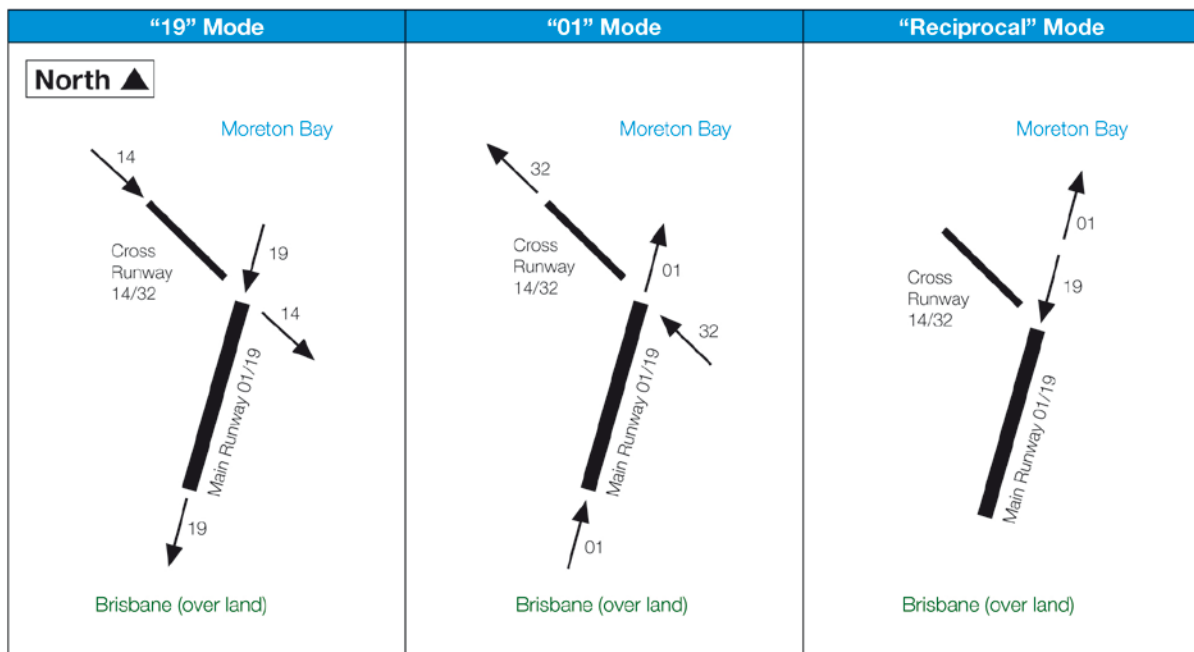 “19” Mode
North ▲
Moreton Bay
14
19
Cross
Runway
14/32
14
Main Runway 01/19
19
Brisbane (over land)
“01” Mode
Moreton Bay
32
01
Cross
Runway
14/32
32
Main Runway 01/19
01
Brisbane (over land)
“Reciprocal” Mode
Moreton Bay
01
19
Cross
Runway
14/32
Main Runway 01/19
Brisbane (over land)